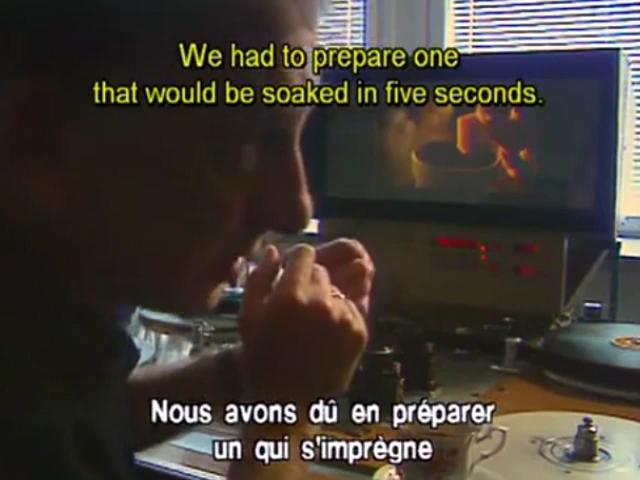 We had to prepare one
that would be soaked in five seconds.
Nous avons dû en préparer
un qui s'imprègne